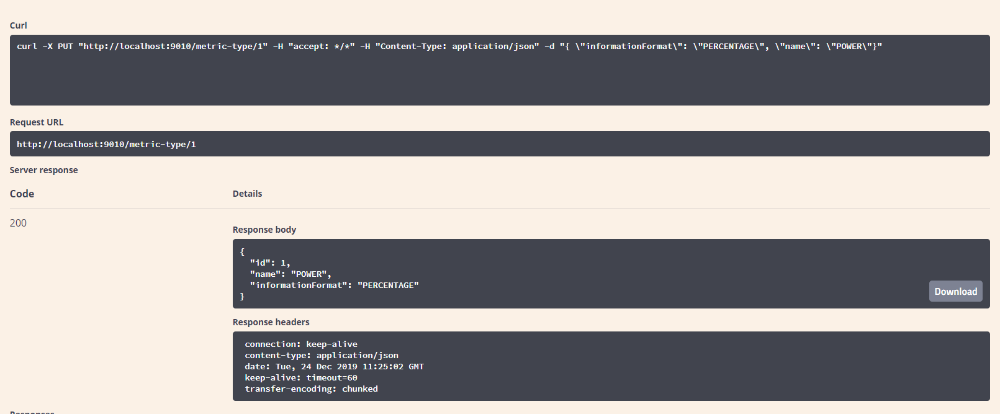 Curl
curl -X PUT "http://localhost:9010/metric-type/1" -H "accept: */*" -H "Content-Type: application/json" -d "{ \"informationFormat\": \"PERCENTAGE\", \"name\": \"POWER\"}"
Request URL
http://localhost:9010/metric-type/1
Server response
Code
Details
200
Response body
{
  "id": 1,
  "name": "POWER",
  "informationFormat": "PERCENTAGE"
}
Download
Response headers
connection: keep-alive
content-type: application/json
date: Tue, 24 Dec 2019 11:25:02 GMT
keep-alive: timeout=60
transfer-encoding: chunked
Responses